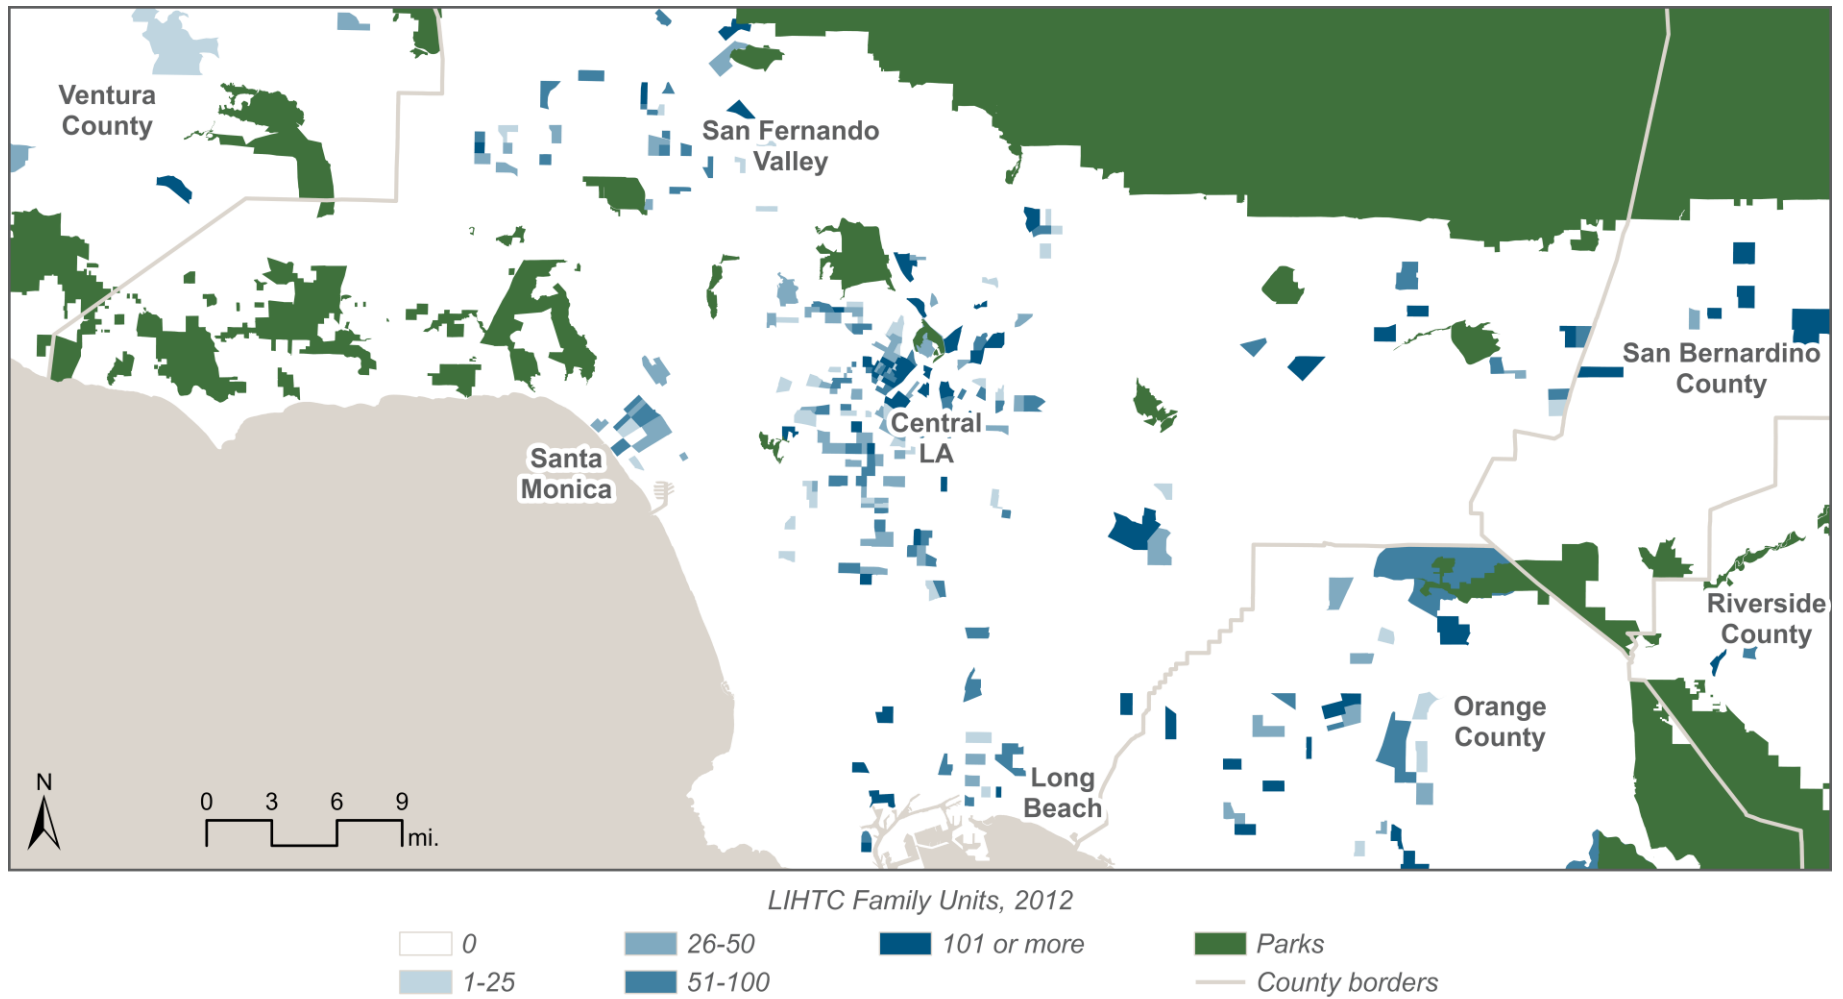 Ventura
County
San Fernando
Valley
San Bernardino
County
Central
LA
Santa
Monica
Riverside
County
Orange
County
Long
Beach
N
0 3 6 9
mi.
LIHTC Family Units, 2012
0 26-50 101 or more Parks
1-25 51-100 County borders